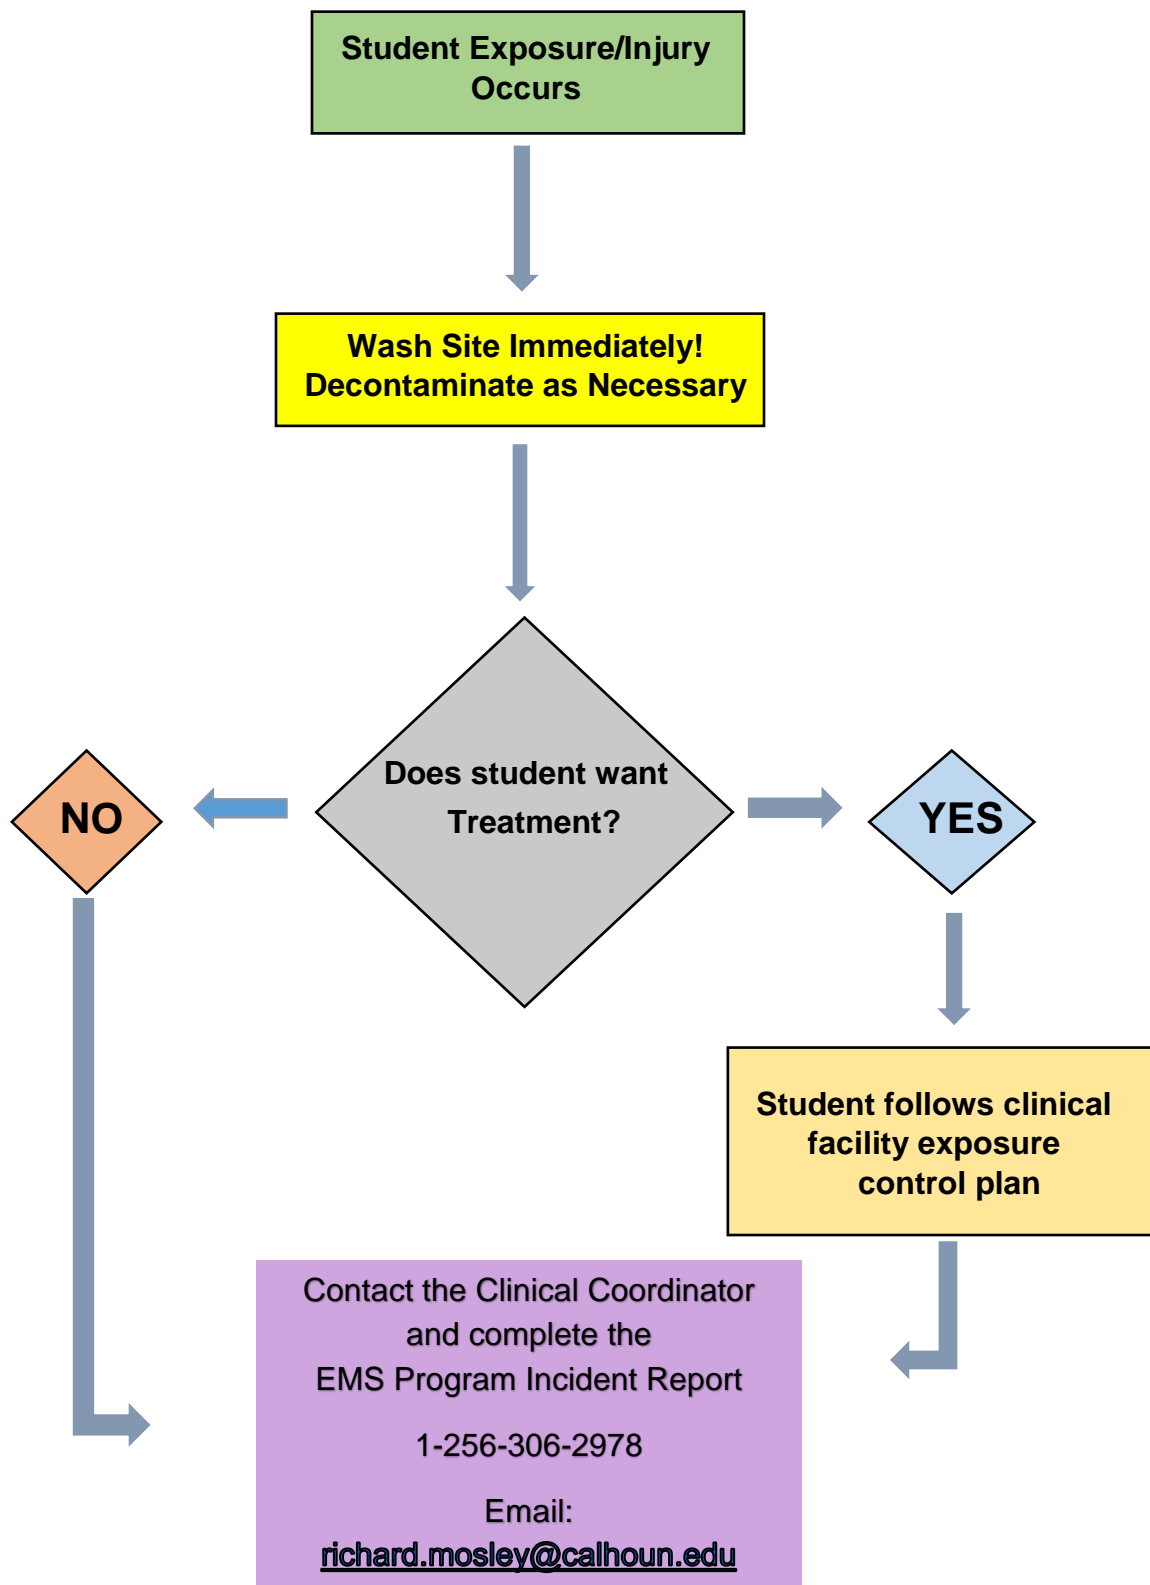 Student Exposure/Injury
Occurs
Wash Site Immediately!
Decontaminate as Necessary
Does student want
Treatment?
NO
YES
Student follows clinical
facility exposure
control plan
Contact the Clinical Coordinator
and complete the
EMS Program Incident Report
1-256-306-2978
Email:
richard.mosley@calhoun.edu